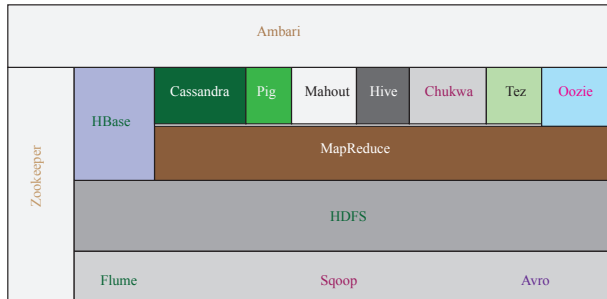 Ambari
Zookeeper
HBase
Cassandra
Pig
Mahout
Hive
Chukwa
Tez
Oozie
MapReduce
HDFS
Flume
Sqoop
Avro